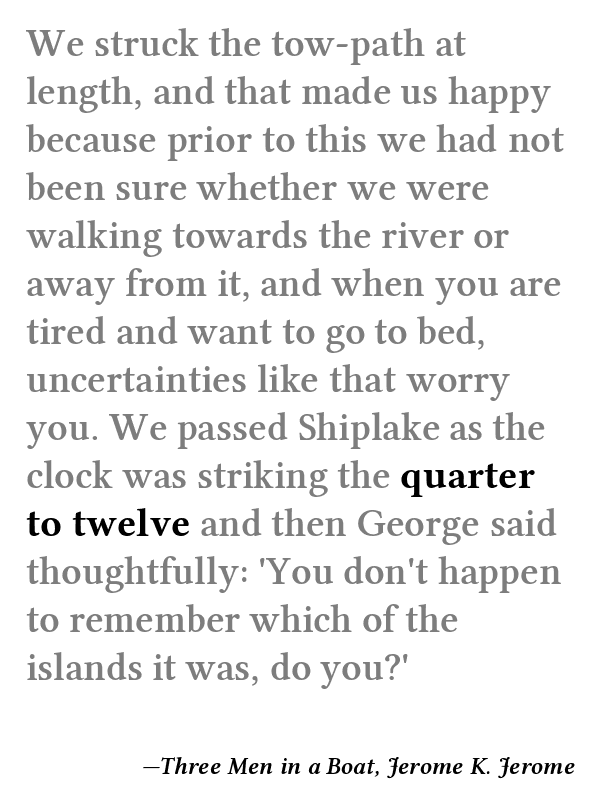 We struck the tow-path at
length, and that made us happy
because prior to this we had not
been sure whether we were
walking towards the river or
away from it, and when you are
tired and want to go to bed,
uncertainties like that worry
you. We passed Shiplake as the
clock was striking the quarter
to twelve and then George said
thoughtfully: 'You don't happen
to remember which of the
islands it was, do you?'
—Three Men in a Boat, Jerome K. Jerome